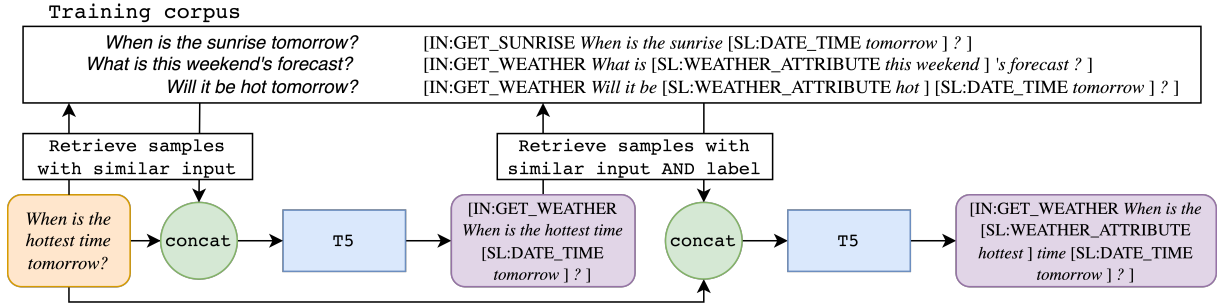 Training corpus
When is the sunrise tomorrow? [IN:GET_SUNRISE When is the sunrise [SL:DATE_TIME tomorrow ] ? ]
What is this weekend's forecast? [IN:GET_WEATHER What is [SL:WEATHER_ATTRIBUTE this weekend ] 's forecast ? ]
Will it be hot tomorrow? [IN:GET_WEATHER Will it be [SL:WEATHER_ATTRIBUTE hot ] [SL:DATE_TIME tomorrow ] ? ]
Retrieve samples
with similar input
Retrieve samples with
similar input AND label
When is the
hottest time
tomorrow?
concat
T5
[IN:GET_WEATHER
When is the hottest time
[SL:DATE_TIME
tomorrow ] ? ]
concat
T5
[IN:GET_WEATHER When is the
[SL:WEATHER_ATTRIBUTE
hottest ] time [SL:DATE_TIME
tomorrow ] ? ]